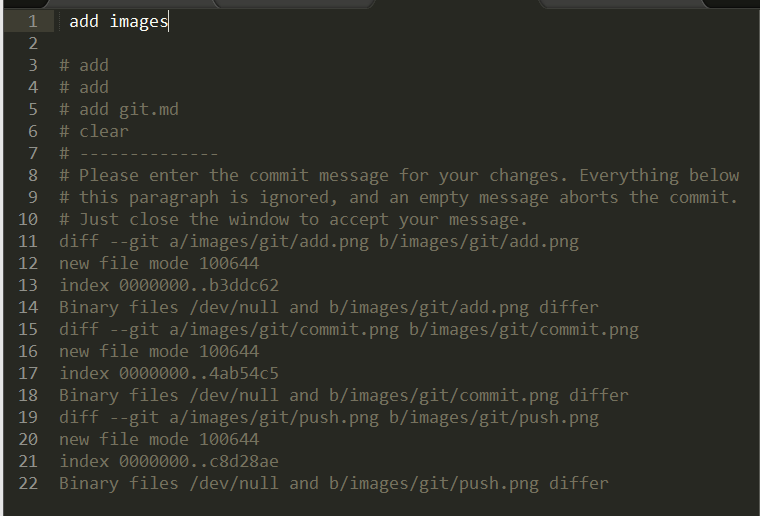 1 add images
2
3 # add
4 # add
5 # add git.md
6 # clear
7 # --------------
8 # Please enter the commit message for your changes. Everything below
9 # this paragraph is ignored, and an empty message aborts the commit.
10 # Just close the window to accept your message.
11 diff --git a/images/git/add.png b/images/git/add.png
12 new file mode 100644
13 index 0000000..b3ddc62
14 Binary files /dev/null and b/images/git/add.png differ
15 diff --git a/images/git/commit.png b/images/git/commit.png
16 new file mode 100644
17 index 0000000..4ab54c5
18 Binary files /dev/null and b/images/git/commit.png differ
19 diff --git a/images/git/push.png b/images/git/push.png
20 new file mode 100644
21 index 0000000..c8d28ae
22 Binary files /dev/null and b/images/git/push.png differ